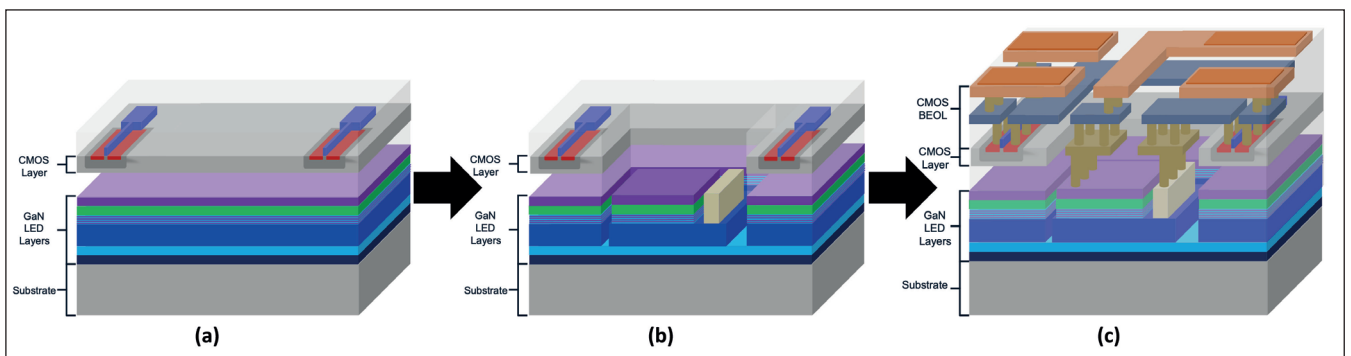 CMOS
Layer
GaN
LED
Layers
Substrate
(a)
CMOS
Layer
GaN
LED
Layers
Substrate
(b)
CMOS
BEOL
CMOS
Layer
GaN
LED
Layers
Substrate
(c)